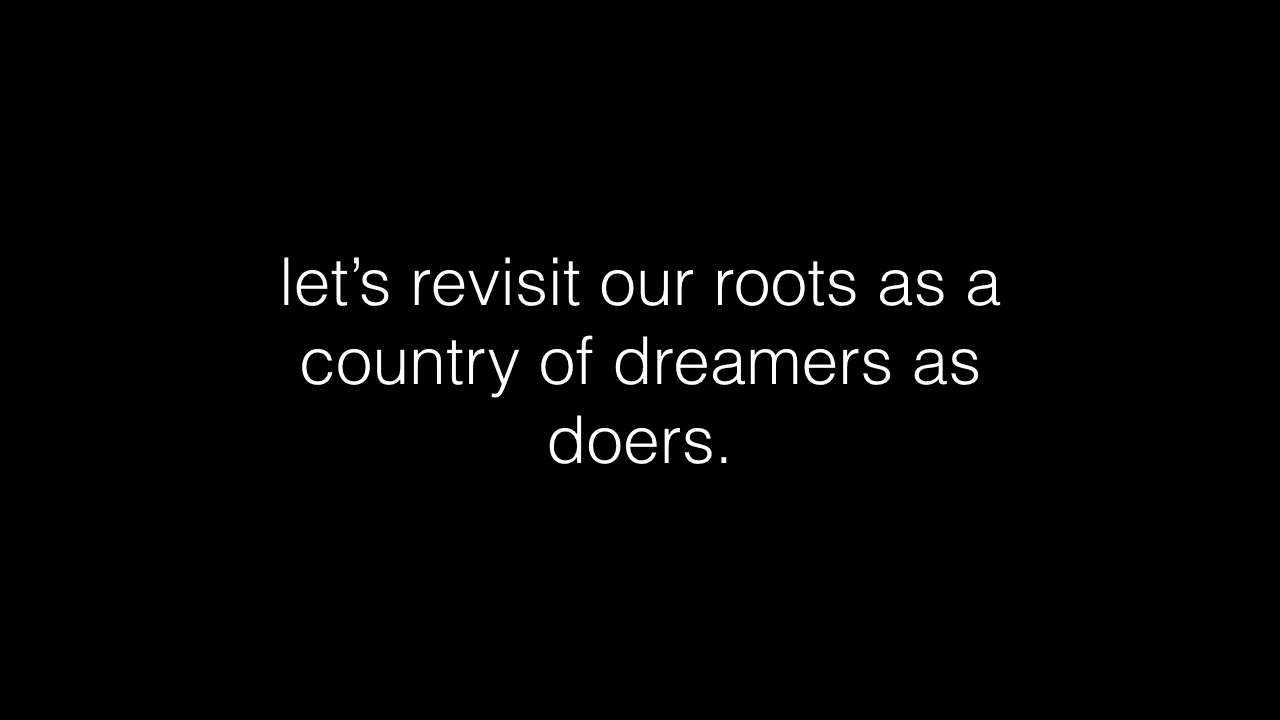 let’s revisit our roots as a
country of dreamers as
doers.